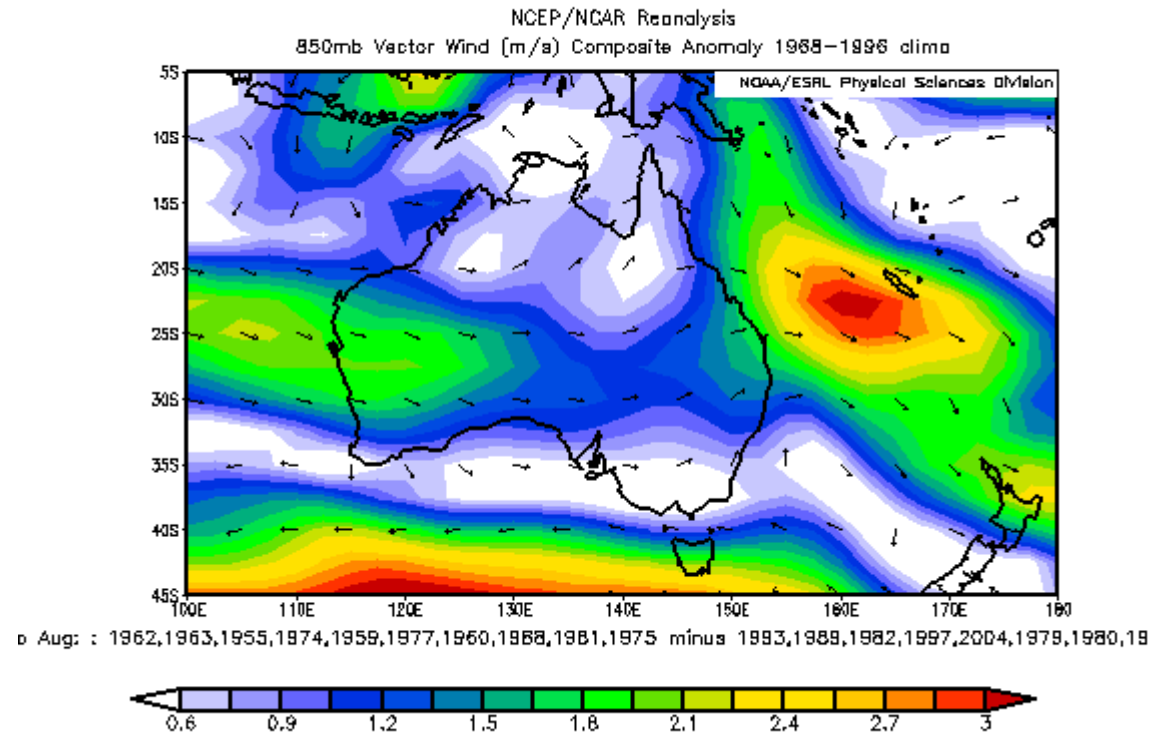 NCEP/NCAR Reanalysis
850mb Vector Wind (m/s) Composite Anomaly 1968-1996 clima
NOAA/ESRL Physical Sciences Division
5S
10S
15S
20S
25S
30S
35S
40S
45S
100E 110E 120E 130E 140E 150E 160E 170E 180
o Aug: : 1962,1963,1955,1974,1959,1977,1960,1968,1981,1975 minus 1993,1989,1982,1997,2004,1979,1980,19
0.6 0.9 1.2 1.5 1.8 2.1 2.4 2.7 3